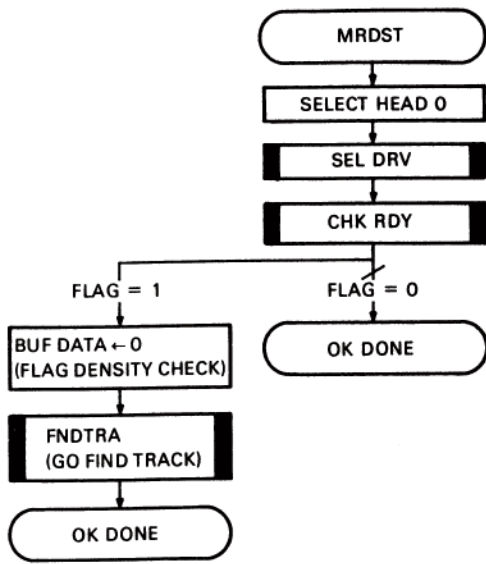 MRDST
SELECT HEAD 0
SEL DRV
CHK RDY
FLAG = 1
FLAG = 0
BUF DATA ← 0
(FLAG DENSITY CHECK)
OK DONE
FNDTRA
(GO FIND TRACK)
OK DONE